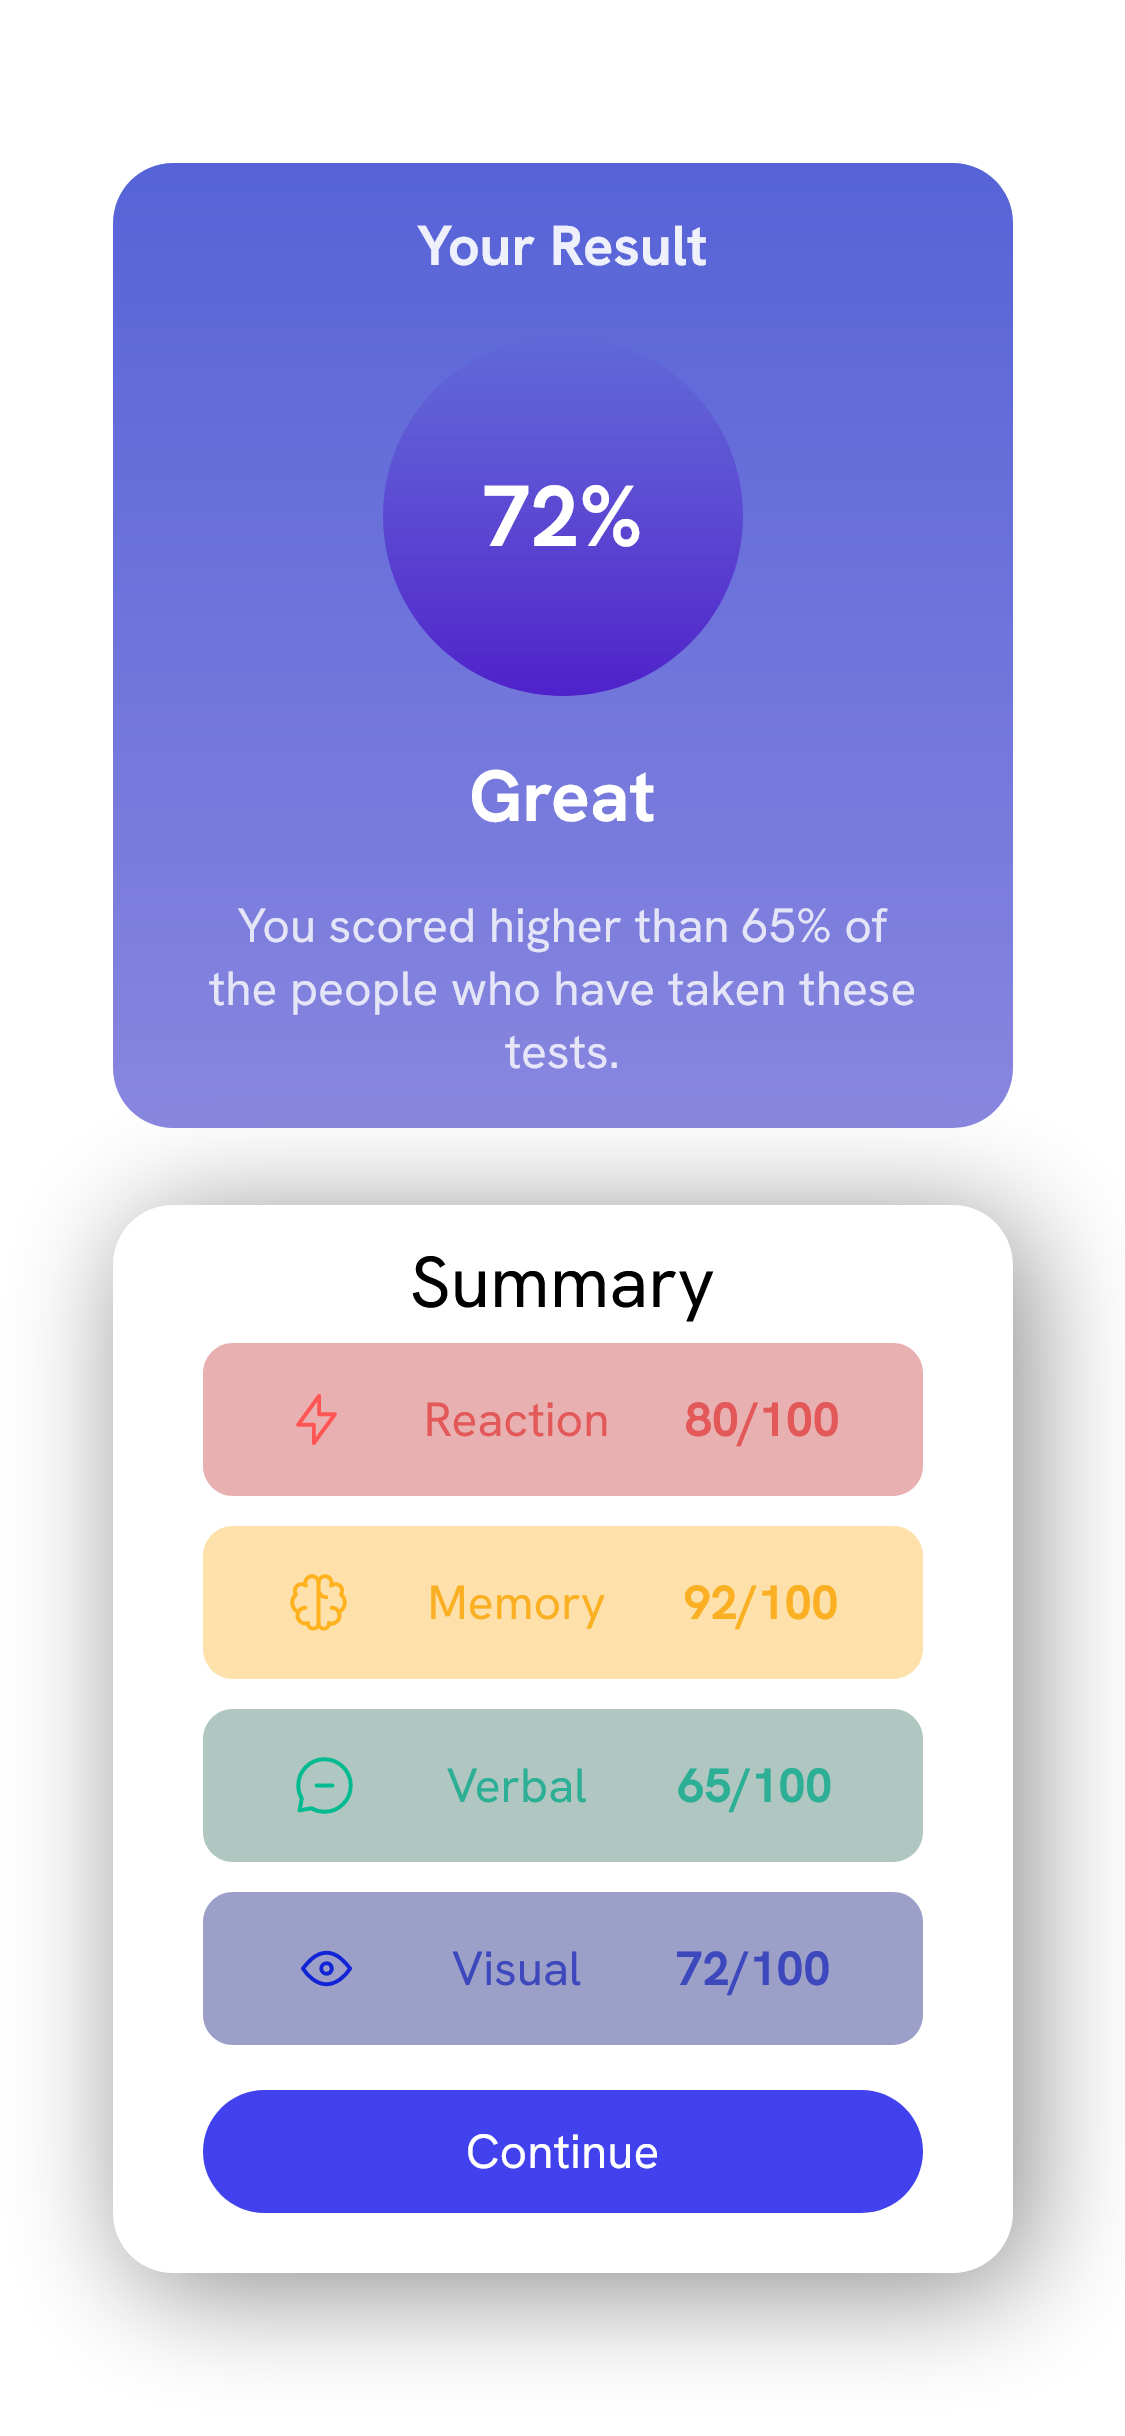 Your Result
72%
Great
You scored higher than 65% of
the people who have taken these
tests.
Summary
Reaction 80/100
Memory 92/100
Verbal 65/100
Visual 72/100
Continue